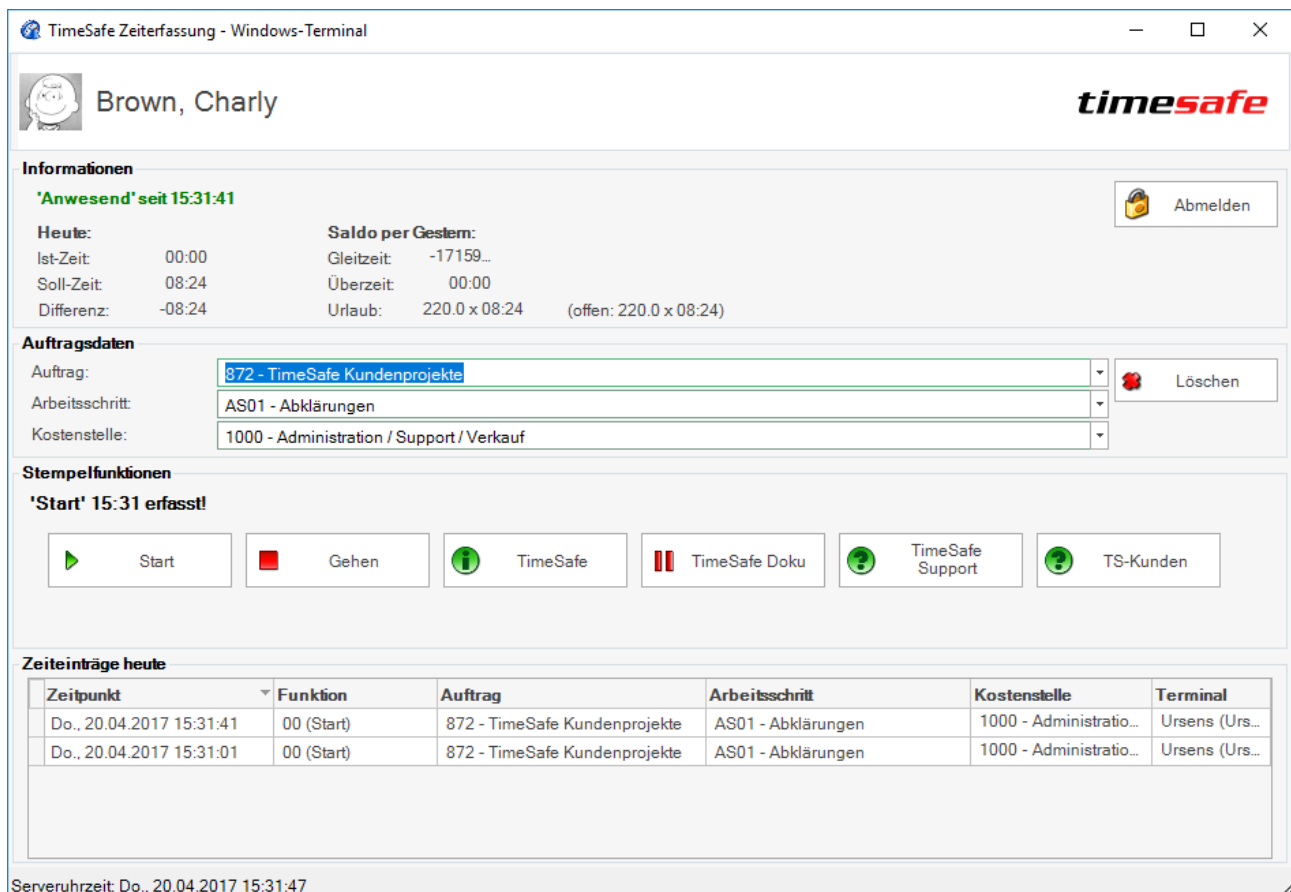 TimeSafe Zeiterfassung - Windows-Terminal
Brown, Charly
timesafe
Informationen
'Anwesend' seit 15:31:41
Abmelden
Heute:
Saldo per Gestern:
Ist-Zeit: 00:00
Gleitzeit: -17159...
Soll-Zeit: 08:24
Überzeit: 00:00
Differenz: -08:24
Urlaub: 220.0 x 08:24 (offen: 220.0 x 08:24)
Auftragsdaten
Auftrag: 872 - TimeSafe Kundenprojekte
Löschen
Arbeitsschritt: AS01 - Abklärungen
Kostenstelle: 1000 - Administration / Support / Verkauf
Stempelfunktionen
'Start' 15:31 erfasst!
Start
Gehen
TimeSafe
TimeSafe Doku
TimeSafe
Support
TS-Kunden
Zeiteinträge heute
Zeitpunkt Funktion Auftrag Arbeitsschritt Kostenstelle Terminal
Do., 20.04.2017 15:31:41 00 (Start) 872 - TimeSafe Kundenprojekte AS01 - Abklärungen 1000 - Administratio... Ursens (Urs...
Do., 20.04.2017 15:31:01 00 (Start) 872 - TimeSafe Kundenprojekte AS01 - Abklärungen 1000 - Administratio... Ursens (Urs...
Serveruhrzeit: Do., 20.04.2017 15:31:47